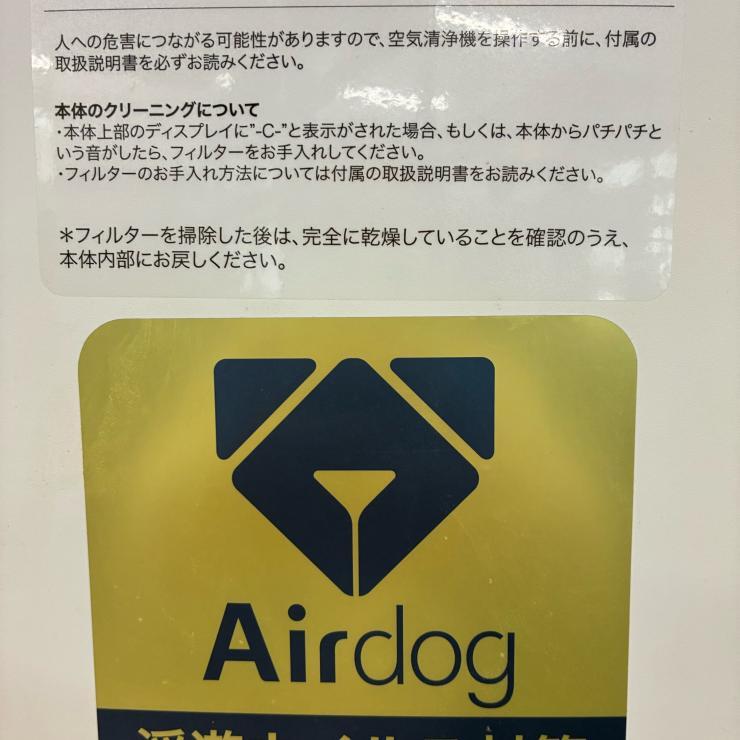 人への危害につながる可能性がありますので、空気清浄機を操作する前に、付属の
取扱説明書を必ずお読みください。
本体のクリーニングについて
・本体上部のディスプレイに"-C-"と表示がされた場合、もしくは、本体からパチパチと
いう音がしたら、フィルターをお手入れしてください。
・フィルターのお手入れ方法については付属の取扱説明書をお読みください。
＊フィルターを掃除した後は、完全に乾燥していることを確認のうえ、
本体内部にお戻しください。
Airdog